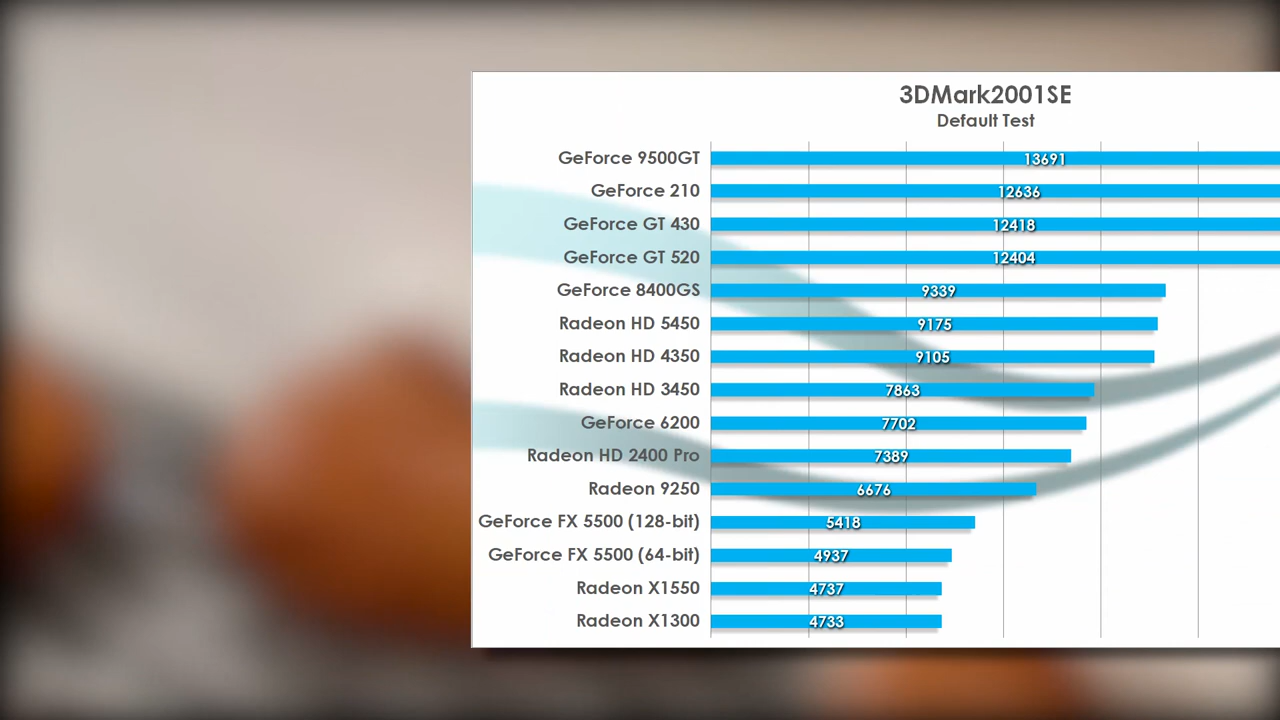 3DMark2001SE
Default Test
GeForce 9500GT 13691
GeForce 210 12636
GeForce GT 430 12418
GeForce GT 520 12404
GeForce 8400GS 9339
Radeon HD 5450 9175
Radeon HD 4350 9105
Radeon HD 3450 7863
GeForce 6200 7702
Radeon HD 2400 Pro 7389
Radeon 9250 6676
GeForce FX 5500 (128-bit) 5418
GeForce FX 5500 (64-bit) 4937
Radeon X1550 4737
Radeon X1300 4733